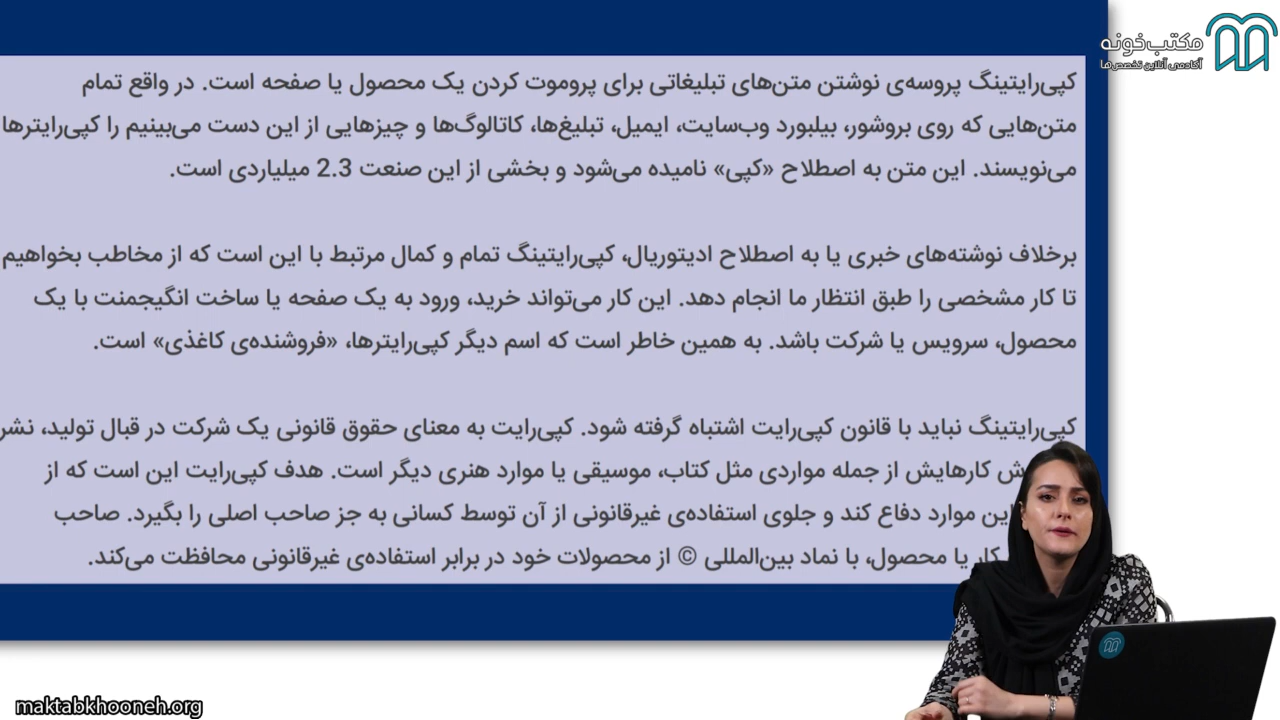 مکتب‌خونه
آکادمی آنلاین تخصص‌ها
کپی‌رایتینگ پروسه‌ی نوشتن متن‌های تبلیغاتی برای پروموت کردن یک محصول یا صفحه است. در واقع تمام
متن‌هایی که روی بروشور، بیلبورد وب‌سایت، ایمیل، تبلیغ‌ها، کاتالوگ‌ها و چیزهایی از این دست می‌بینیم را کپی‌رایترها
می‌نویسند. این متن به اصطلاح «کپی» نامیده می‌شود و بخشی از این صنعت 2.3 میلیاردی است.
برخلاف نوشته‌های خبری یا به اصطلاح ادیتوریال، کپی‌رایتینگ تمام و کمال مرتبط با این است که از مخاطب بخواهیم
تا کار مشخصی را طبق انتظار ما انجام دهد. این کار می‌تواند خرید، ورود به یک صفحه یا ساخت انگیجمنت با یک
محصول، سرویس یا شرکت باشد. به همین خاطر است که اسم دیگر کپی‌رایترها، «فروشنده‌ی کاغذی» است.
کپی‌رایتینگ نباید با قانون کپی‌رایت اشتباه گرفته شود. کپی‌رایت به معنای حقوق قانونی یک شرکت در قبال تولید، نشر
کارهایش از جمله مواردی مثل کتاب، موسیقی یا موارد هنری دیگر است. هدف کپی‌رایت این است که از
این موارد دفاع کند و جلوی استفاده‌ی غیرقانونی از آن توسط کسانی به جز صاحب اصلی را بگیرد. صاحب
کار یا محصول، با نماد بین‌المللی © از محصولات خود در برابر استفاده‌ی غیرقانونی محافظت می‌کند.
maktabkhooneh.org